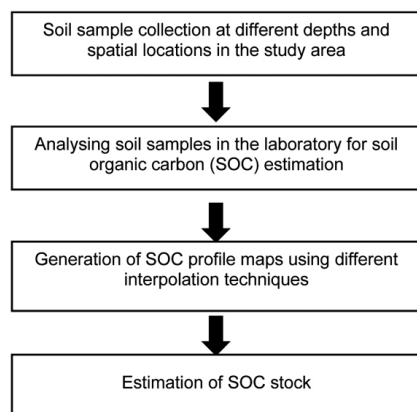 Soil sample collection at different depths and
spatial locations in the study area
Analysing soil samples in the laboratory for soil
organic carbon (SOC) estimation
Generation of SOC profile maps using different
interpolation techniques
Estimation of SOC stock